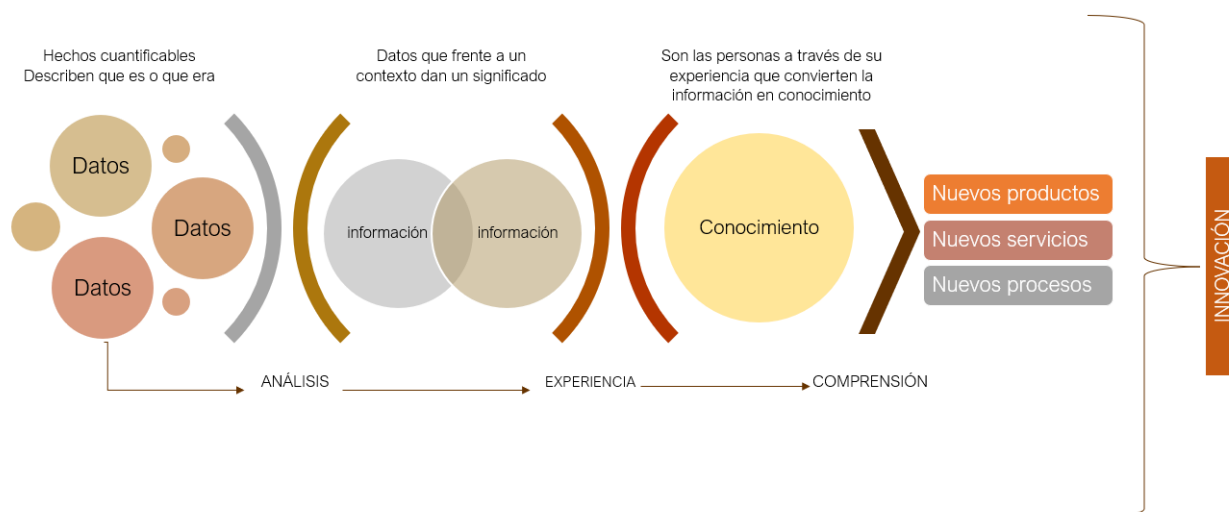 Hechos cuantificables
Describen que es o que era
Datos que frente a un
contexto dan un significado
Son las personas a través de su
experiencia que convierten la
información en conocimiento
Datos
Datos
Datos
información
información
Conocimiento
Nuevos productos
Nuevos servicios
Nuevos procesos
INNOVACIÓN
ANÁLISIS
EXPERIENCIA
COMPRENSIÓN